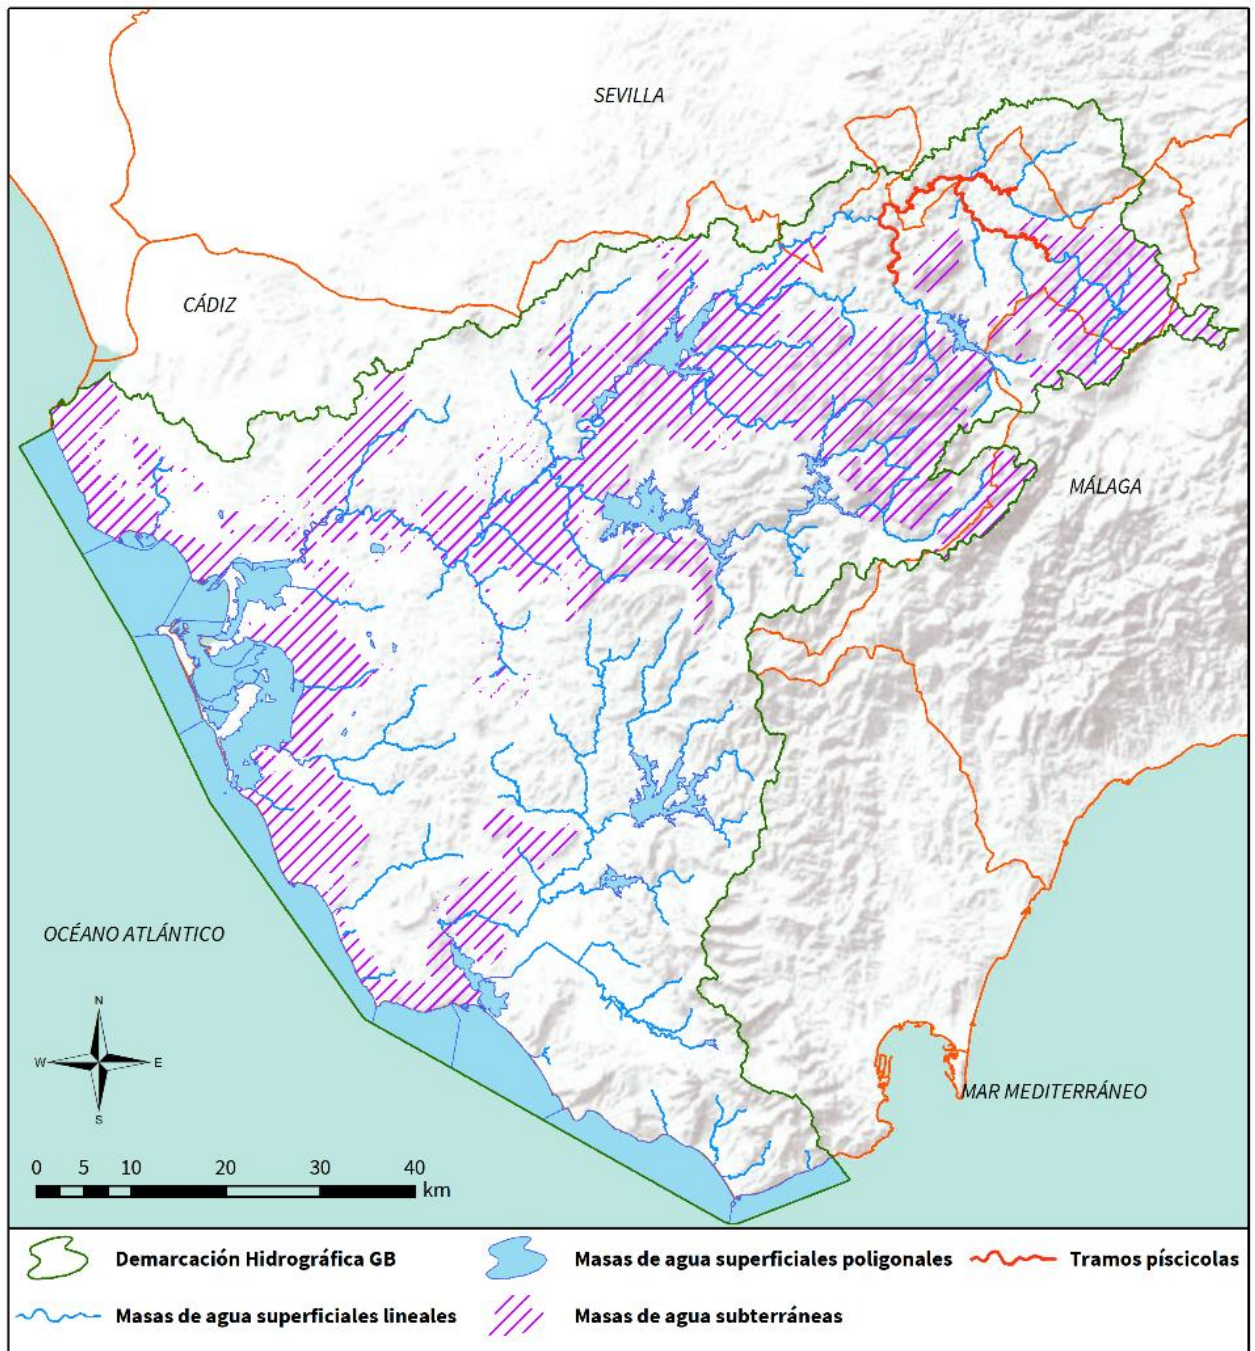 SEVILLA
CÁDIZ
MÁLAGA
OCÉANO ATLÁNTICO
N
W E
S
MAR MEDITERRÁNEO
0 5 10 20 30 40
km
Demarcación Hidrográfica GB Masas de agua superficiales poligonales Tramos píscicolas
Masas de agua superficiales lineales Masas de agua subterráneas